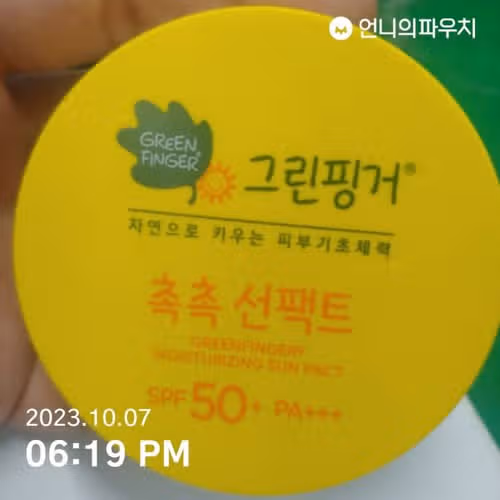 언니의파우치
GREEN
FINGER®
그린핑거®
자연으로 키우는 피부기초체력
촉촉 선팩트
GREENFINGER
MOISTURIZING SUN PACT
SPF 50+ PA+++
2023.10.07
06:19 PM